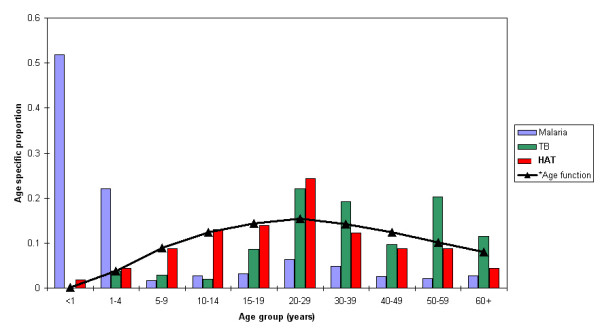 0.6
0.5
0.4
0.3
0.2
0.1
0
Age specific proportion
<1 1-4 5-9 10-14 15-19 20-29 30-39 40-49 50-59 60+
Age group (years)
Malaria
TB
HAT
*Age function